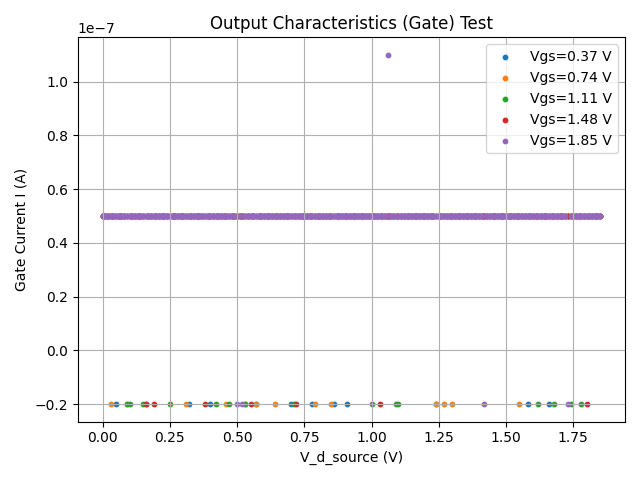 Output Characteristics (Gate) Test
1e−7
Vgs=0.37 V
Vgs=0.74 V
Vgs=1.11 V
Vgs=1.48 V
Vgs=1.85 V
Gate Current I (A)
1.0
0.8
0.6
0.4
0.2
0.0
−0.2
0.00 0.25 0.50 0.75 1.00 1.25 1.50 1.75
V_d_source (V)